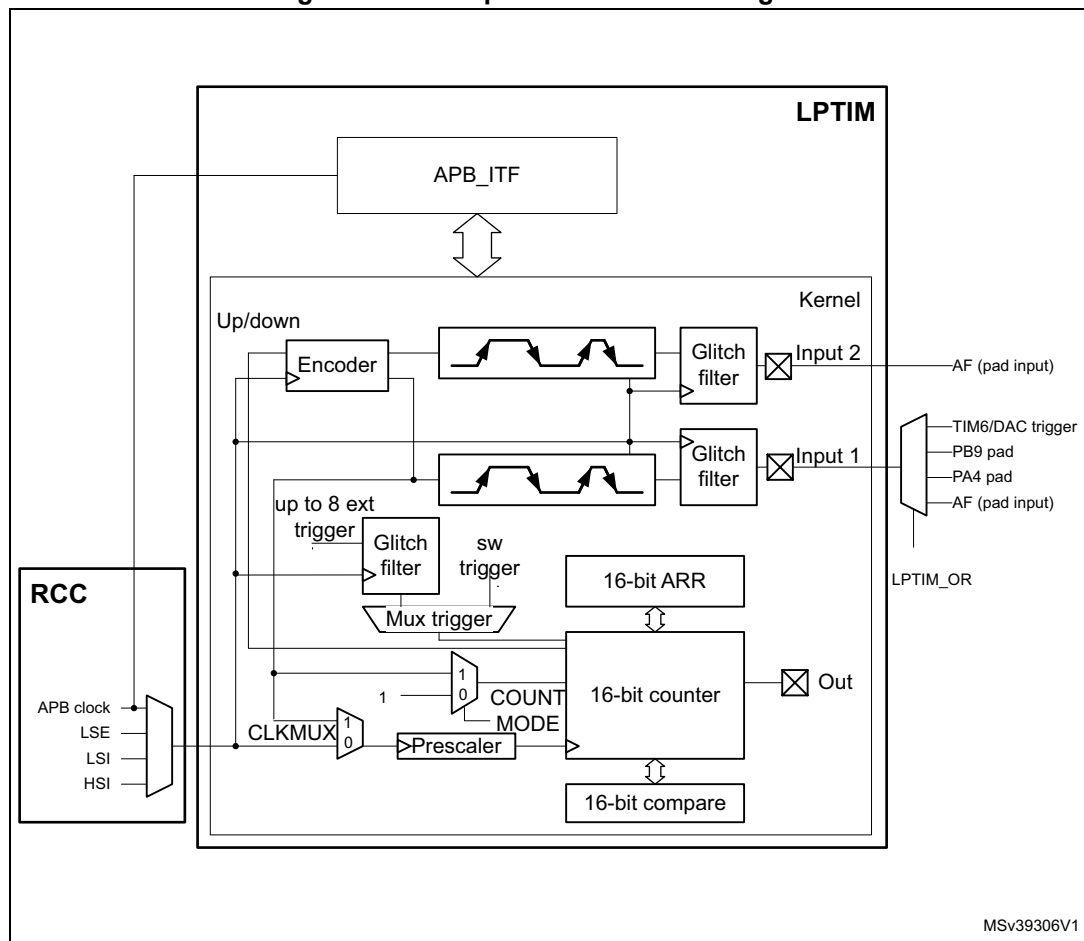 LPTIM
APB_ITF
Kernel
Up/down
Encoder
Glitch
filter
Input 2
AF (pad input)
Glitch
filter
Input 1
TIM6/DAC trigger
PB9 pad
PA4 pad
AF (pad input)
LPTIM_OR
up to 8 ext
trigger
Glitch
filter
sw
trigger
Mux trigger
16-bit ARR
RCC
APB clock
LSE
LSI
HSI
1
1
0
COUNT
MODE
16-bit counter
Out
CLKMUX
1
0
Prescaler
16-bit compare
MSv39306V1